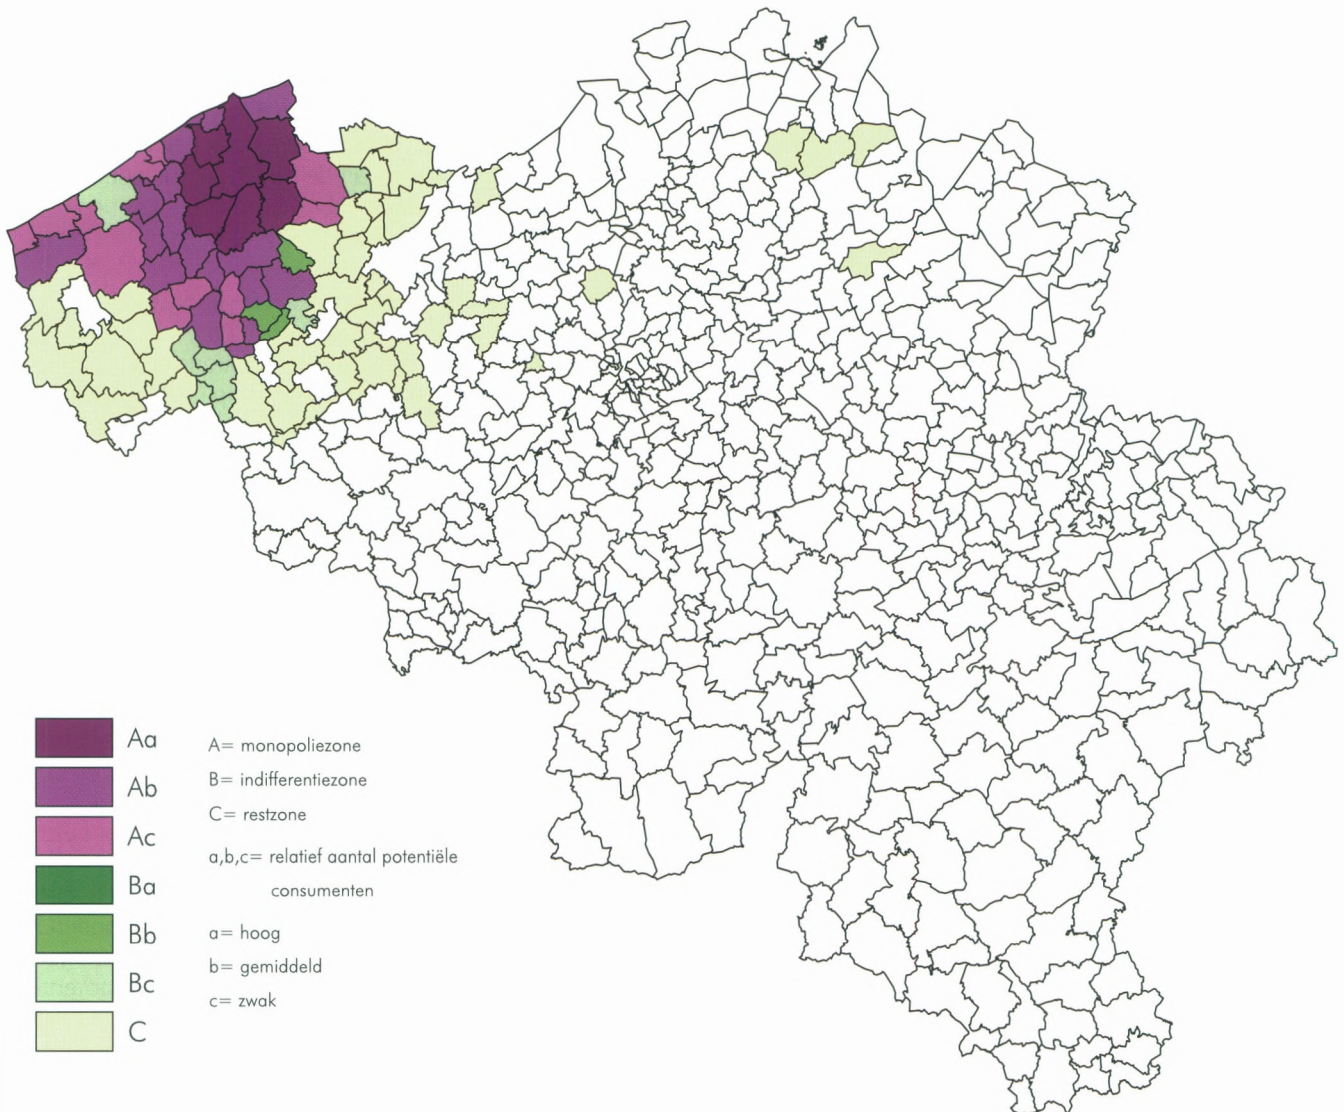 Aa
Ab
Ac
Ba
Bb
Bc
C
A= monopoliezone
B= indifferentiezone
C= restzone
a,b,c= relatief aantal potentiële
consumenten
a= hoog
b= gemiddeld
c= zwak